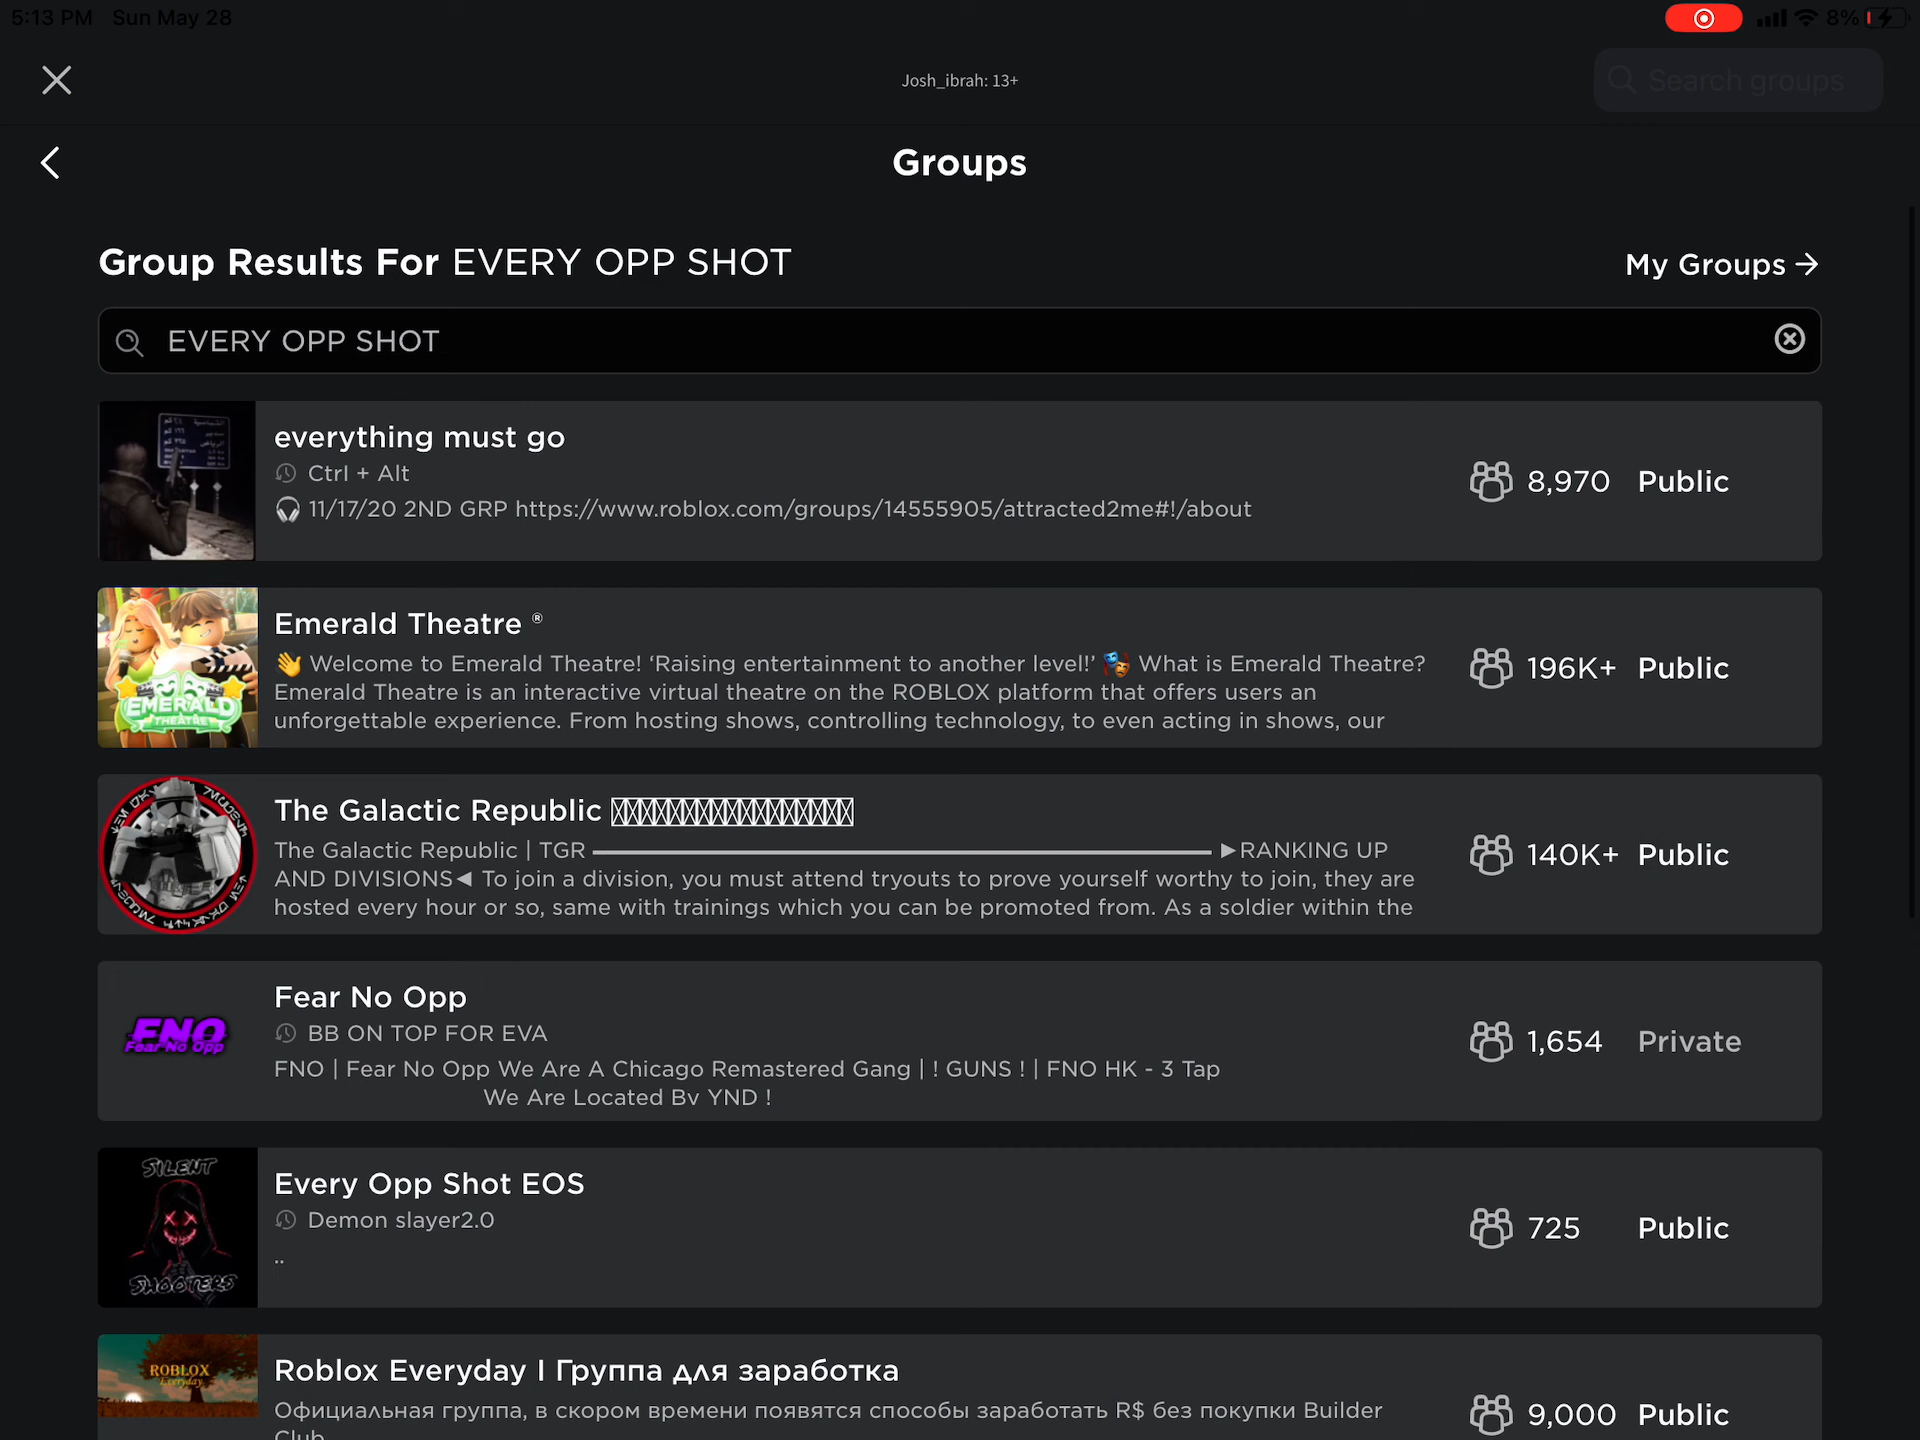 5:13 PM Sun May 28
8%
Josh_ibrah: 13+
Search groups
Groups
Group Results For EVERY OPP SHOT
My Groups →
EVERY OPP SHOT
everything must go
Ctrl + Alt
🎧 11/17/20 2ND GRP https://www.roblox.com/groups/14555905/attracted2me#!/about
8,970 Public
Emerald Theatre ®
👋 Welcome to Emerald Theatre! ‘Raising entertainment to another level!’ 🎭 What is Emerald Theatre?
Emerald Theatre is an interactive virtual theatre on the ROBLOX platform that offers users an
unforgettable experience. From hosting shows, controlling technology, to even acting in shows, our
196K+ Public
EMERALD
THEATRE
The Galactic Republic
The Galactic Republic | TGR ━━━━━━━━━━━━━━━━━━━━━━ ►RANKING UP
AND DIVISIONS◄ To join a division, you must attend tryouts to prove yourself worthy to join, they are
hosted every hour or so, same with trainings which you can be promoted from. As a soldier within the
140K+ Public
FNO
Fear No Opp
Fear No Opp
BB ON TOP FOR EVA
FNO | Fear No Opp We Are A Chicago Remastered Gang | ! GUNS ! | FNO HK - 3 Tap
We Are Located By YND !
1,654 Private
SILENT
SHOOTERS
Every Opp Shot EOS
Demon slayer2.0
..
725 Public
ROBLOX
Everyday
Roblox Everyday I Группа для заработка
Официальная группа, в скором времени появятся способы заработать R$ без покупки Builder
Club
9,000 Public